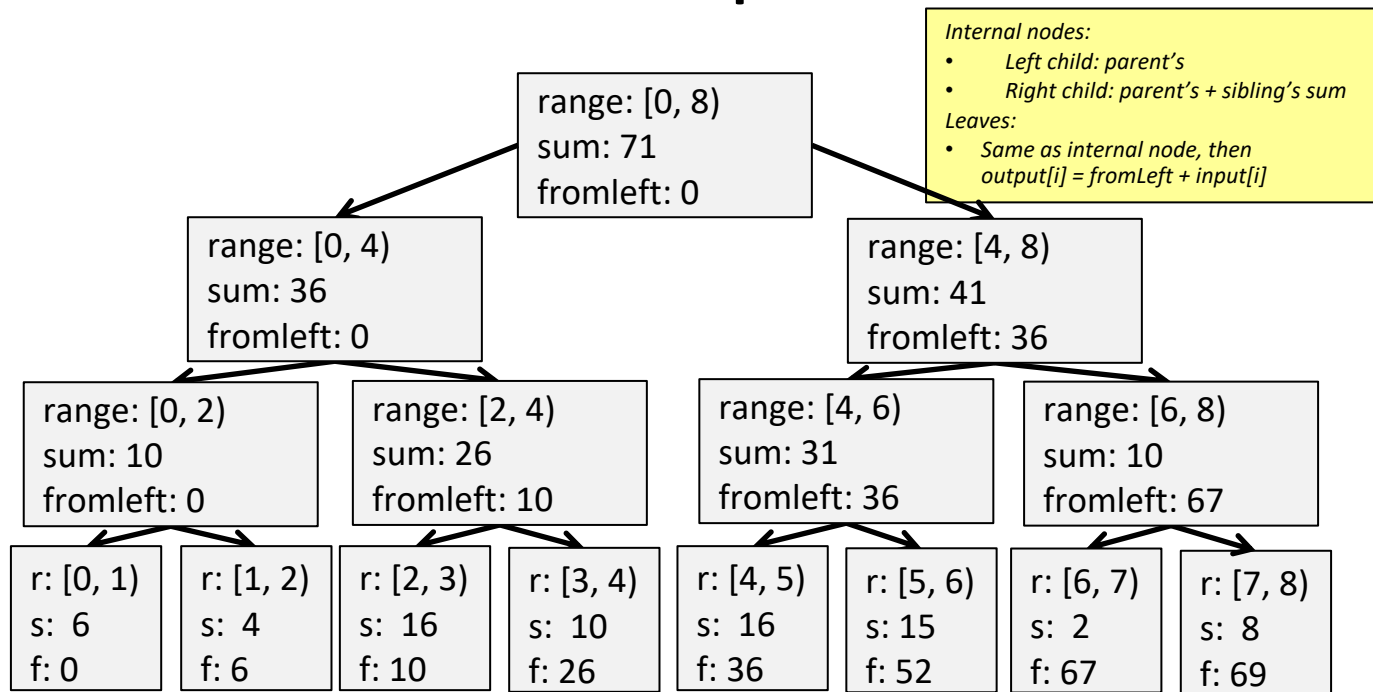 Internal nodes:
• Left child: parent's
• Right child: parent's + sibling's sum
Leaves:
• Same as internal node, then
output[i] = fromLeft + input[i]
range: [0, 8)
sum: 71
fromleft: 0
range: [0, 4)
sum: 36
fromleft: 0
range: [4, 8)
sum: 41
fromleft: 36
range: [0, 2)
sum: 10
fromleft: 0
range: [2, 4)
sum: 26
fromleft: 10
range: [4, 6)
sum: 31
fromleft: 36
range: [6, 8)
sum: 10
fromleft: 67
r: [0, 1)
s: 6
f: 0
r: [1, 2)
s: 4
f: 6
r: [2, 3)
s: 16
f: 10
r: [3, 4)
s: 10
f: 26
r: [4, 5)
s: 16
f: 36
r: [5, 6)
s: 15
f: 52
r: [6, 7)
s: 2
f: 67
r: [7, 8)
s: 8
f: 69